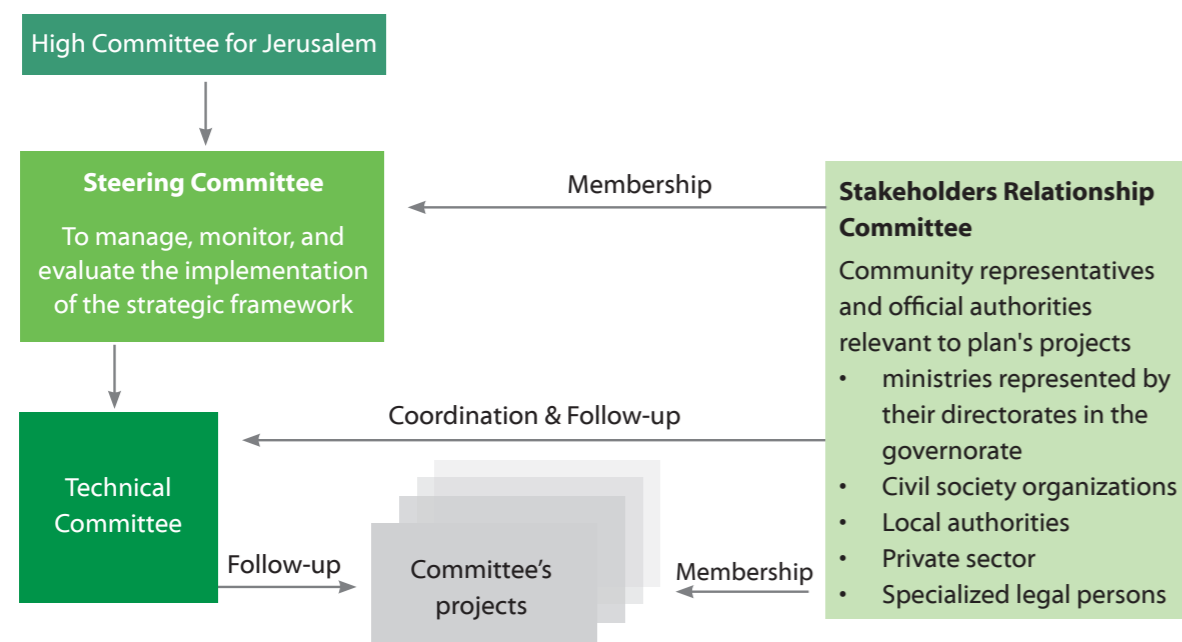 High Committee for Jerusalem
Steering Committee
To manage, monitor, and
evaluate the implementation
of the strategic framework
Membership
Stakeholders Relationship
Committee
Community representatives
and official authorities
relevant to plan's projects
• ministries represented by
their directorates in the
governorate
• Civil society organizations
• Local authorities
• Private sector
• Specialized legal persons
Coordination & Follow-up
Technical
Committee
Follow-up
Committee’s
projects
Membership